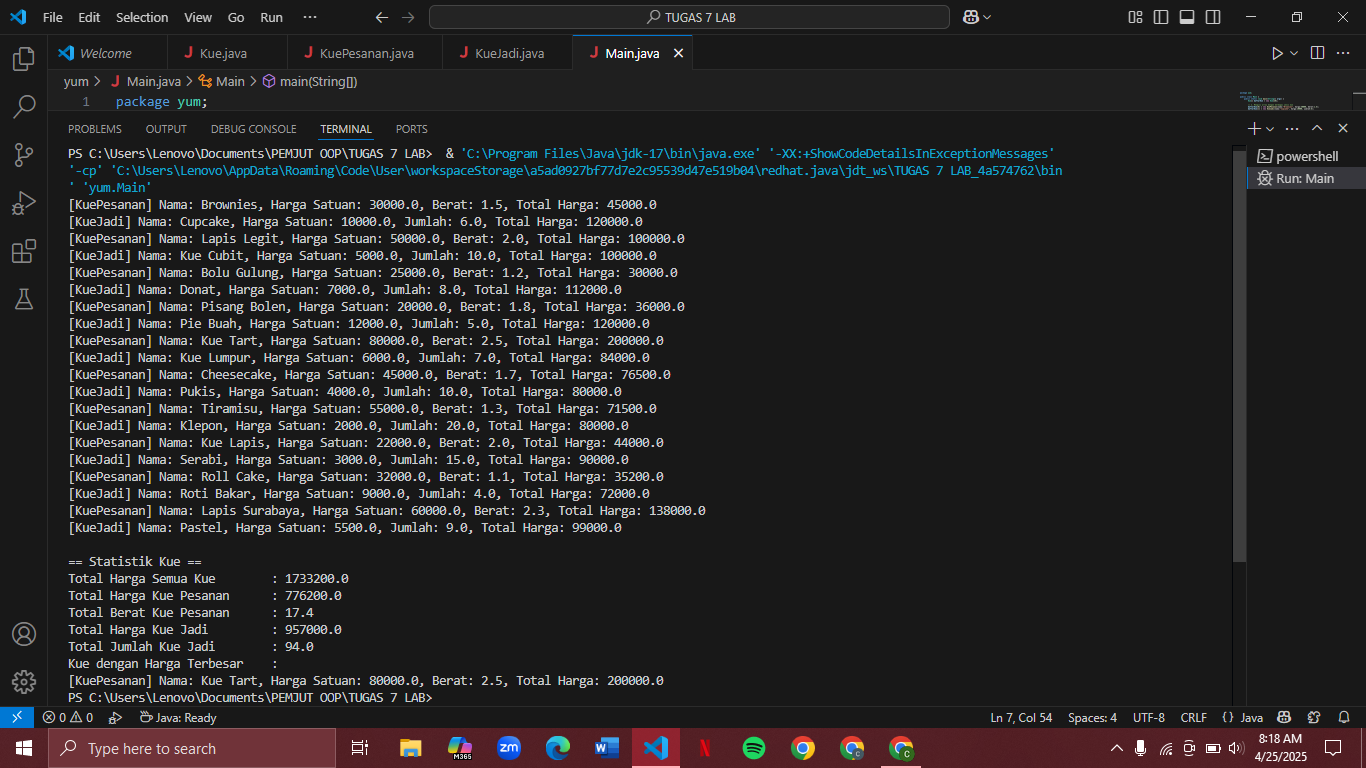 File Edit Selection View Go Run ··· TUGAS 7 LAB
Welcome Kue.java KuePesanan.java KueJadi.java Main.java
yum > Main.java > Main > main(String[])
1 package yum;
PROBLEMS OUTPUT DEBUG CONSOLE TERMINAL PORTS
powershell
Run: Main
PS C:\Users\Lenovo\Documents\PEMJUT OOP\TUGAS 7 LAB> & 'C:\Program Files\Java\jdk-17\bin\java.exe' '-XX:+ShowCodeDetailsInExceptionMessages'
'-cp' 'C:\Users\Lenovo\AppData\Roaming\Code\User\workspaceStorage\a5ad0927bf77d7e2c95539d47e519b04\redhat.java\jdt_ws\TUGAS 7 LAB_4a574762\bin
' 'yum.Main'
[KuePesanan] Nama: Brownies, Harga Satuan: 30000.0, Berat: 1.5, Total Harga: 45000.0
[KueJadi] Nama: Cupcake, Harga Satuan: 10000.0, Jumlah: 6.0, Total Harga: 120000.0
[KuePesanan] Nama: Lapis Legit, Harga Satuan: 50000.0, Berat: 2.0, Total Harga: 100000.0
[KueJadi] Nama: Kue Cubit, Harga Satuan: 5000.0, Jumlah: 10.0, Total Harga: 100000.0
[KuePesanan] Nama: Bolu Gulung, Harga Satuan: 25000.0, Berat: 1.2, Total Harga: 30000.0
[KueJadi] Nama: Donat, Harga Satuan: 7000.0, Jumlah: 8.0, Total Harga: 112000.0
[KuePesanan] Nama: Pisang Bolen, Harga Satuan: 20000.0, Berat: 1.8, Total Harga: 36000.0
[KueJadi] Nama: Pie Buah, Harga Satuan: 12000.0, Jumlah: 5.0, Total Harga: 120000.0
[KuePesanan] Nama: Kue Tart, Harga Satuan: 80000.0, Berat: 2.5, Total Harga: 200000.0
[KueJadi] Nama: Kue Lumpur, Harga Satuan: 6000.0, Jumlah: 7.0, Total Harga: 84000.0
[KuePesanan] Nama: Cheesecake, Harga Satuan: 45000.0, Berat: 1.7, Total Harga: 76500.0
[KueJadi] Nama: Pukis, Harga Satuan: 4000.0, Jumlah: 10.0, Total Harga: 80000.0
[KuePesanan] Nama: Tiramisu, Harga Satuan: 55000.0, Berat: 1.3, Total Harga: 71500.0
[KueJadi] Nama: Klepon, Harga Satuan: 2000.0, Jumlah: 20.0, Total Harga: 80000.0
[KuePesanan] Nama: Kue Lapis, Harga Satuan: 22000.0, Berat: 2.0, Total Harga: 44000.0
[KueJadi] Nama: Serabi, Harga Satuan: 3000.0, Jumlah: 15.0, Total Harga: 90000.0
[KuePesanan] Nama: Roll Cake, Harga Satuan: 32000.0, Berat: 1.1, Total Harga: 35200.0
[KueJadi] Nama: Roti Bakar, Harga Satuan: 9000.0, Jumlah: 4.0, Total Harga: 72000.0
[KuePesanan] Nama: Lapis Surabaya, Harga Satuan: 60000.0, Berat: 2.3, Total Harga: 138000.0
[KueJadi] Nama: Pastel, Harga Satuan: 5500.0, Jumlah: 9.0, Total Harga: 99000.0
== Statistik Kue ==
Total Harga Semua Kue : 1733200.0
Total Harga Kue Pesanan : 776200.0
Total Berat Kue Pesanan : 17.4
Total Harga Kue Jadi : 957000.0
Total Jumlah Kue Jadi : 94.0
Kue dengan Harga Terbesar :
[KuePesanan] Nama: Kue Tart, Harga Satuan: 80000.0, Berat: 2.5, Total Harga: 200000.0
PS C:\Users\Lenovo\Documents\PEMJUT OOP\TUGAS 7 LAB>
0 0 Java: Ready Ln 7, Col 54 Spaces: 4 UTF-8 CRLF {} Java
Type here to search
8:18 AM
4/25/2025